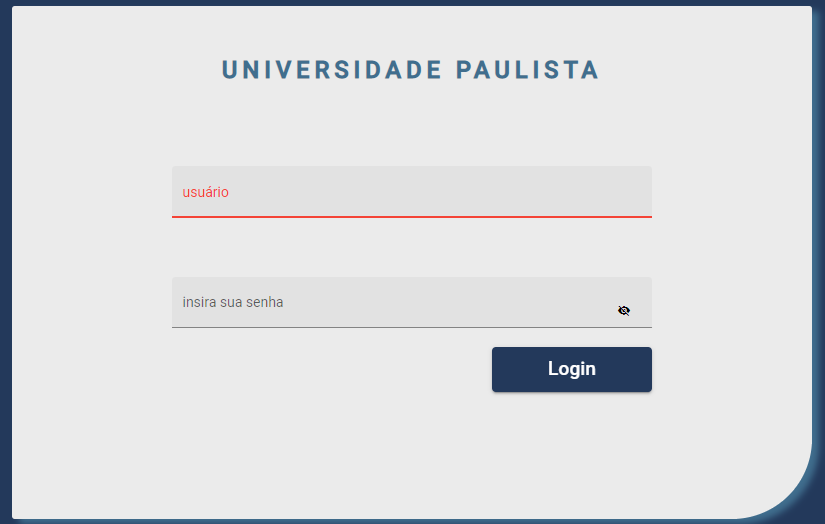 UNIVERSIDADE PAULISTA
usuário
insira sua senha
Login